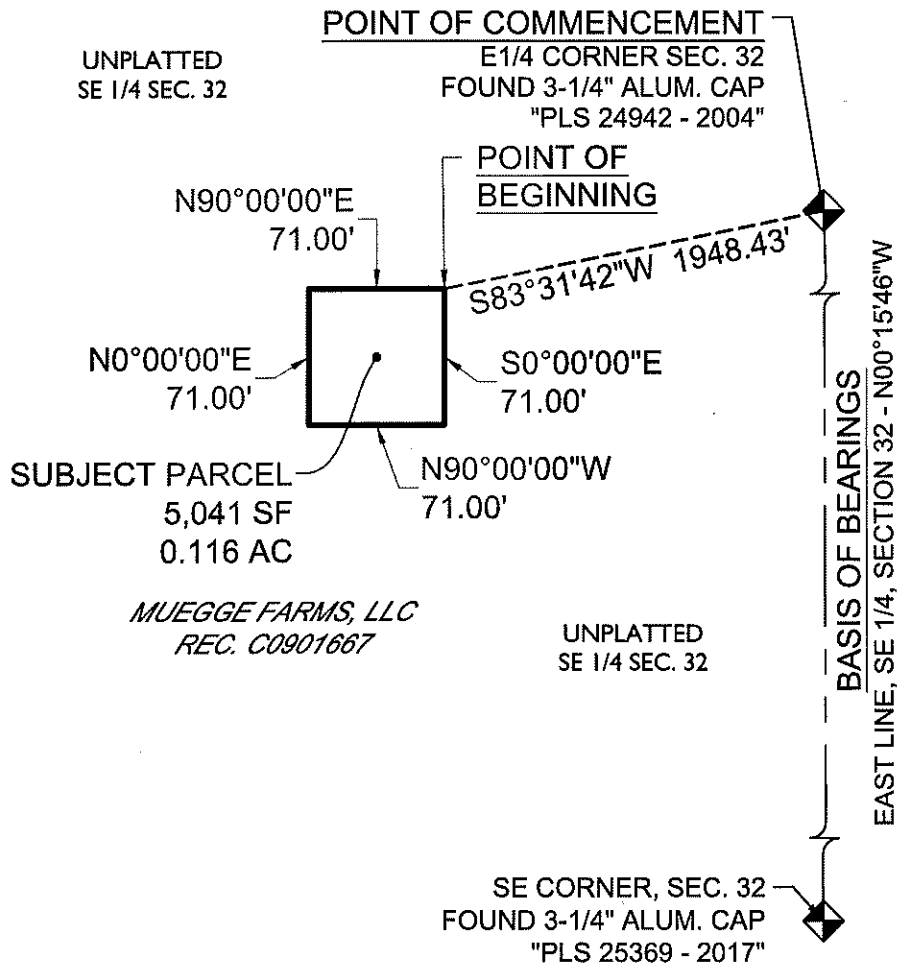 POINT OF COMMENCEMENT
E1/4 CORNER SEC. 32
FOUND 3-1/4" ALUM. CAP
"PLS 24942 - 2004"
UNPLATTED
SE 1/4 SEC. 32
POINT OF
BEGINNING
N90°00'00"E
71.00'
S83°31'42"W 1948.43'
N0°00'00"E
71.00'
S0°00'00"E
71.00'
N90°00'00"W
71.00'
SUBJECT PARCEL
5,041 SF
0.116 AC
MUEGGE FARMS, LLC
REC. C0901667
UNPLATTED
SE 1/4 SEC. 32
BASIS OF BEARINGS
EAST LINE, SE 1/4, SECTION 32 - N00°15'46"W
SE CORNER, SEC. 32
FOUND 3-1/4" ALUM. CAP
"PLS 25369 - 2017"